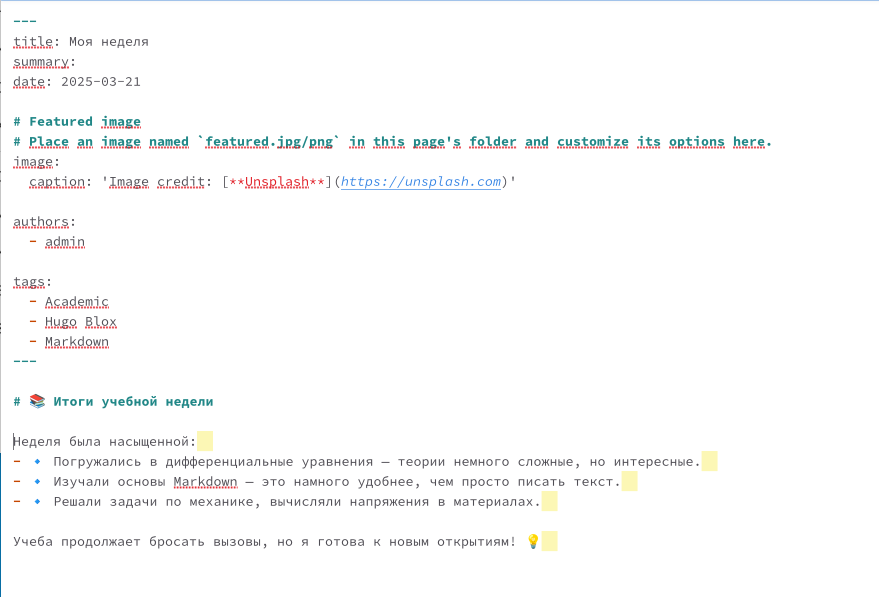 ---
title: Моя неделя
summary:
date: 2025-03-21

# Featured image
# Place an image named `featured.jpg/png` in this page's folder and customize its options here.
image:
  caption: 'Image credit: [**Unsplash**](https://unsplash.com)'

authors:
  - admin

tags:
  - Academic
  - Hugo Blox
  - Markdown
---

# 📚 Итоги учебной недели

Неделя была насыщенной:
- 🔹 Погружались в дифференциальные уравнения — теории немного сложные, но интересные.
- 🔹 Изучали основы Markdown — это намного удобнее, чем просто писать текст.
- 🔹 Решали задачи по механике, вычисляли напряжения в материалах.

Учеба продолжает бросать вызовы, но я готова к новым открытиям! 💡